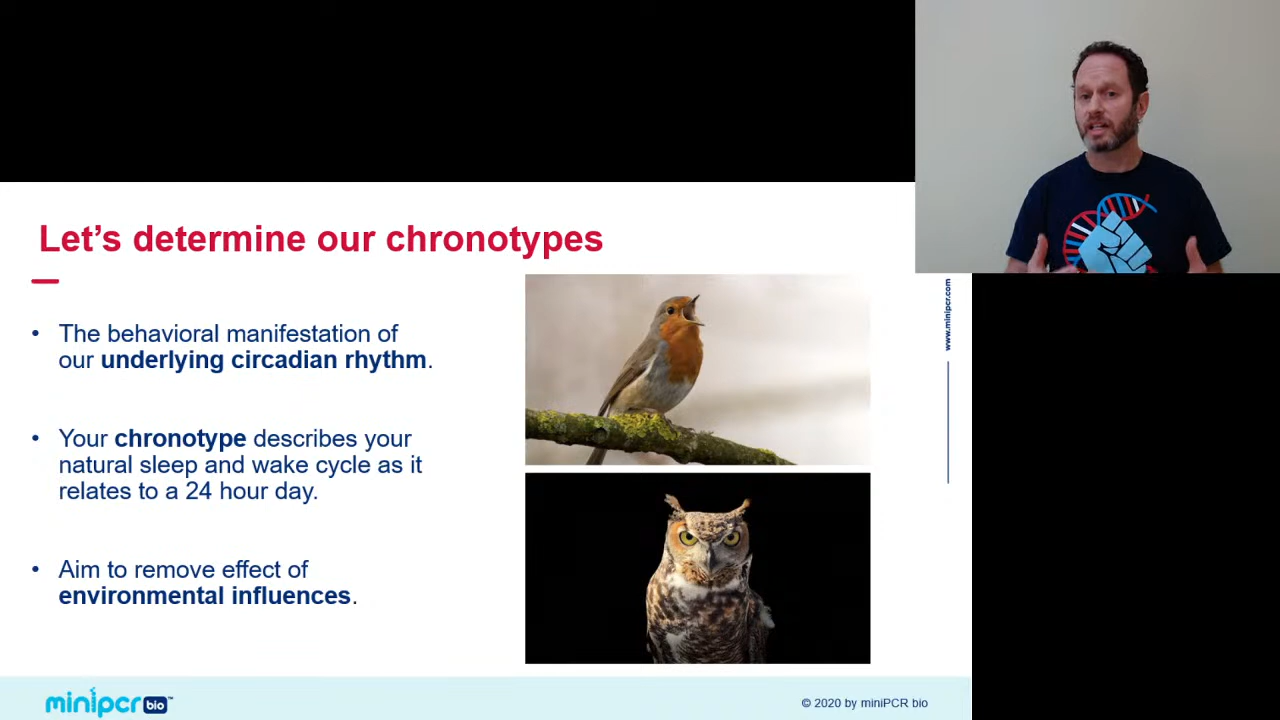 Let's determine our chronotypes
• The behavioral manifestation of
our underlying circadian rhythm.
• Your chronotype describes your
natural sleep and wake cycle as it
relates to a 24 hour day.
• Aim to remove effect of
environmental influences.
www.minipcr.com
minipcr bio™
© 2020 by miniPCR bio